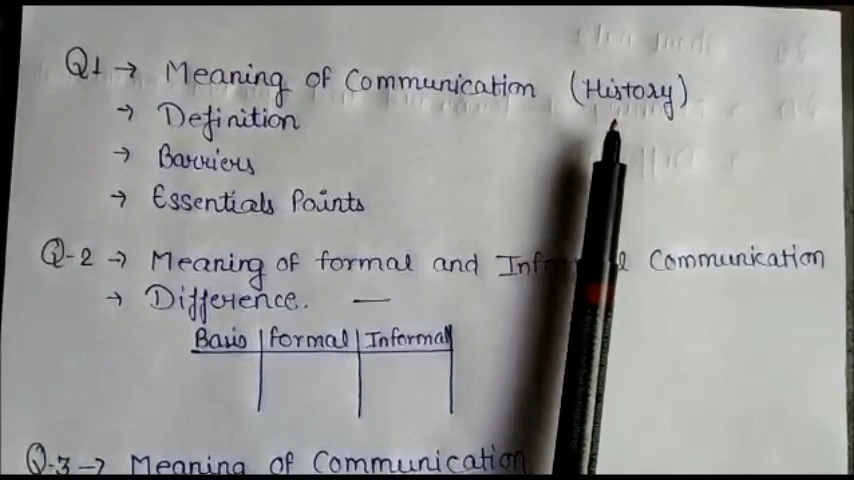 Q1 → Meaning of Communication (History)
→ Definition
→ Barriers
→ Essentials Points
Q-2 → Meaning of formal and Communication
→ Difference. —
Basis formal Informal
Q-3 → Meaning of Communication